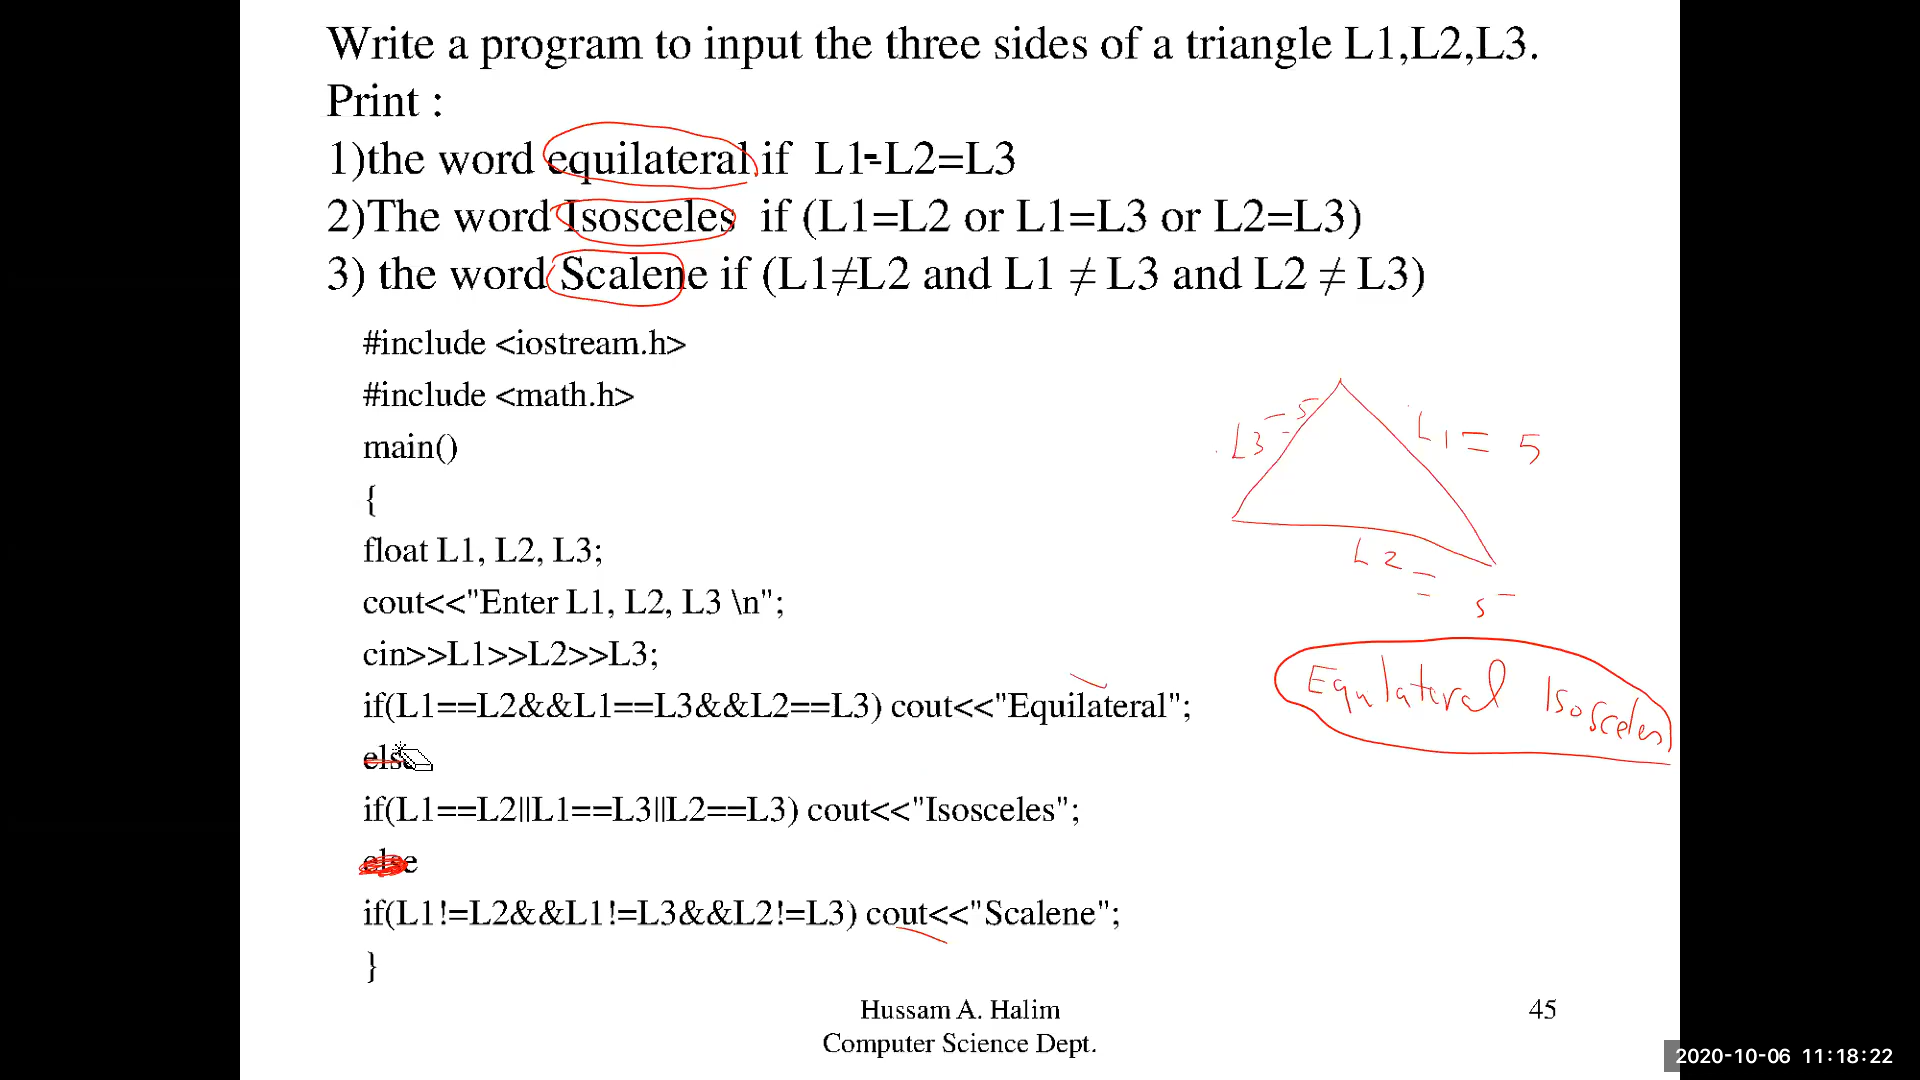 Write a program to input the three sides of a triangle L1,L2,L3.
Print :
1)the word equilateral if L1=L2=L3
2)The word Isosceles if (L1=L2 or L1=L3 or L2=L3)
3) the word Scalene if (L1≠L2 and L1 ≠ L3 and L2 ≠ L3)
#include <iostream.h>
#include <math.h>
main()
{
float L1, L2, L3;
cout<<"Enter L1, L2, L3 \n";
cin>>L1>>L2>>L3;
if(L1==L2&&L1==L3&&L2==L3) cout<<"Equilateral";
else
if(L1==L2||L1==L3||L2==L3) cout<<"Isosceles";
else
if(L1!=L2&&L1!=L3&&L2!=L3) cout<<"Scalene";
}
L3 = 5
L1 = 5
L2 = 5
Equlateral Isosceles
Hussam A. Halim
Computer Science Dept.
45
2020-10-06 11:18:22